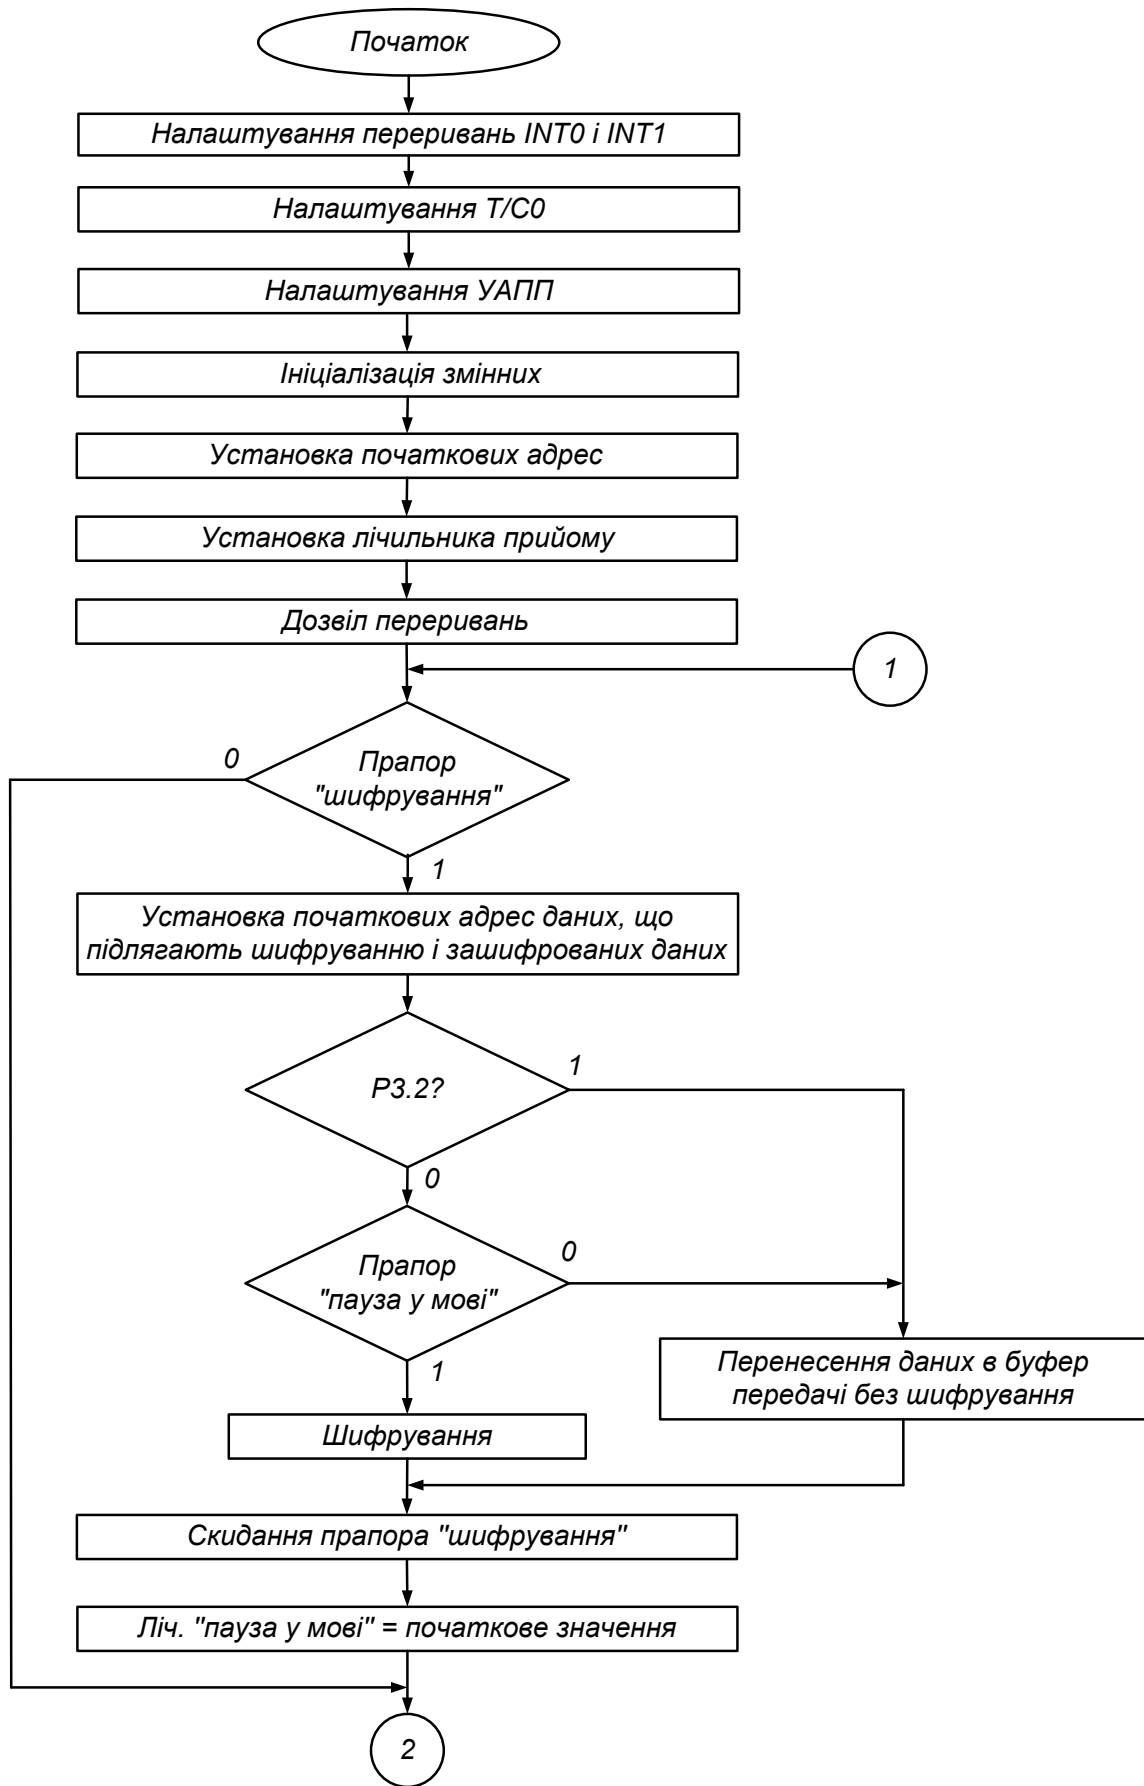 Початок
Налаштування переривань INT0 і INT1
Налаштування T/C0
Налаштування УАПП
Ініціалізація змінних
Установка початкових адрес
Установка лічильника прийому
Дозвіл переривань
1
0
Прапор
"шифрування"
1
Установка початкових адрес даних, що
підлягають шифруванню і зашифрованих даних
P3.2?
1
0
Прапор
"пауза у мові"
0
1
Перенесення даних в буфер
передачі без шифрування
Шифрування
Скидання прапора "шифрування"
Ліч. "пауза у мові" = початкове значення
2